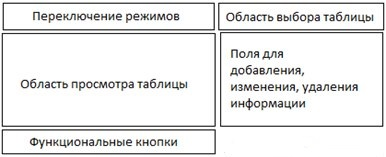 Переключение режимов
Область выбора таблицы
Область просмотра таблицы
Поля для
добавления,
изменения, удаления
информации
Функциональные кнопки